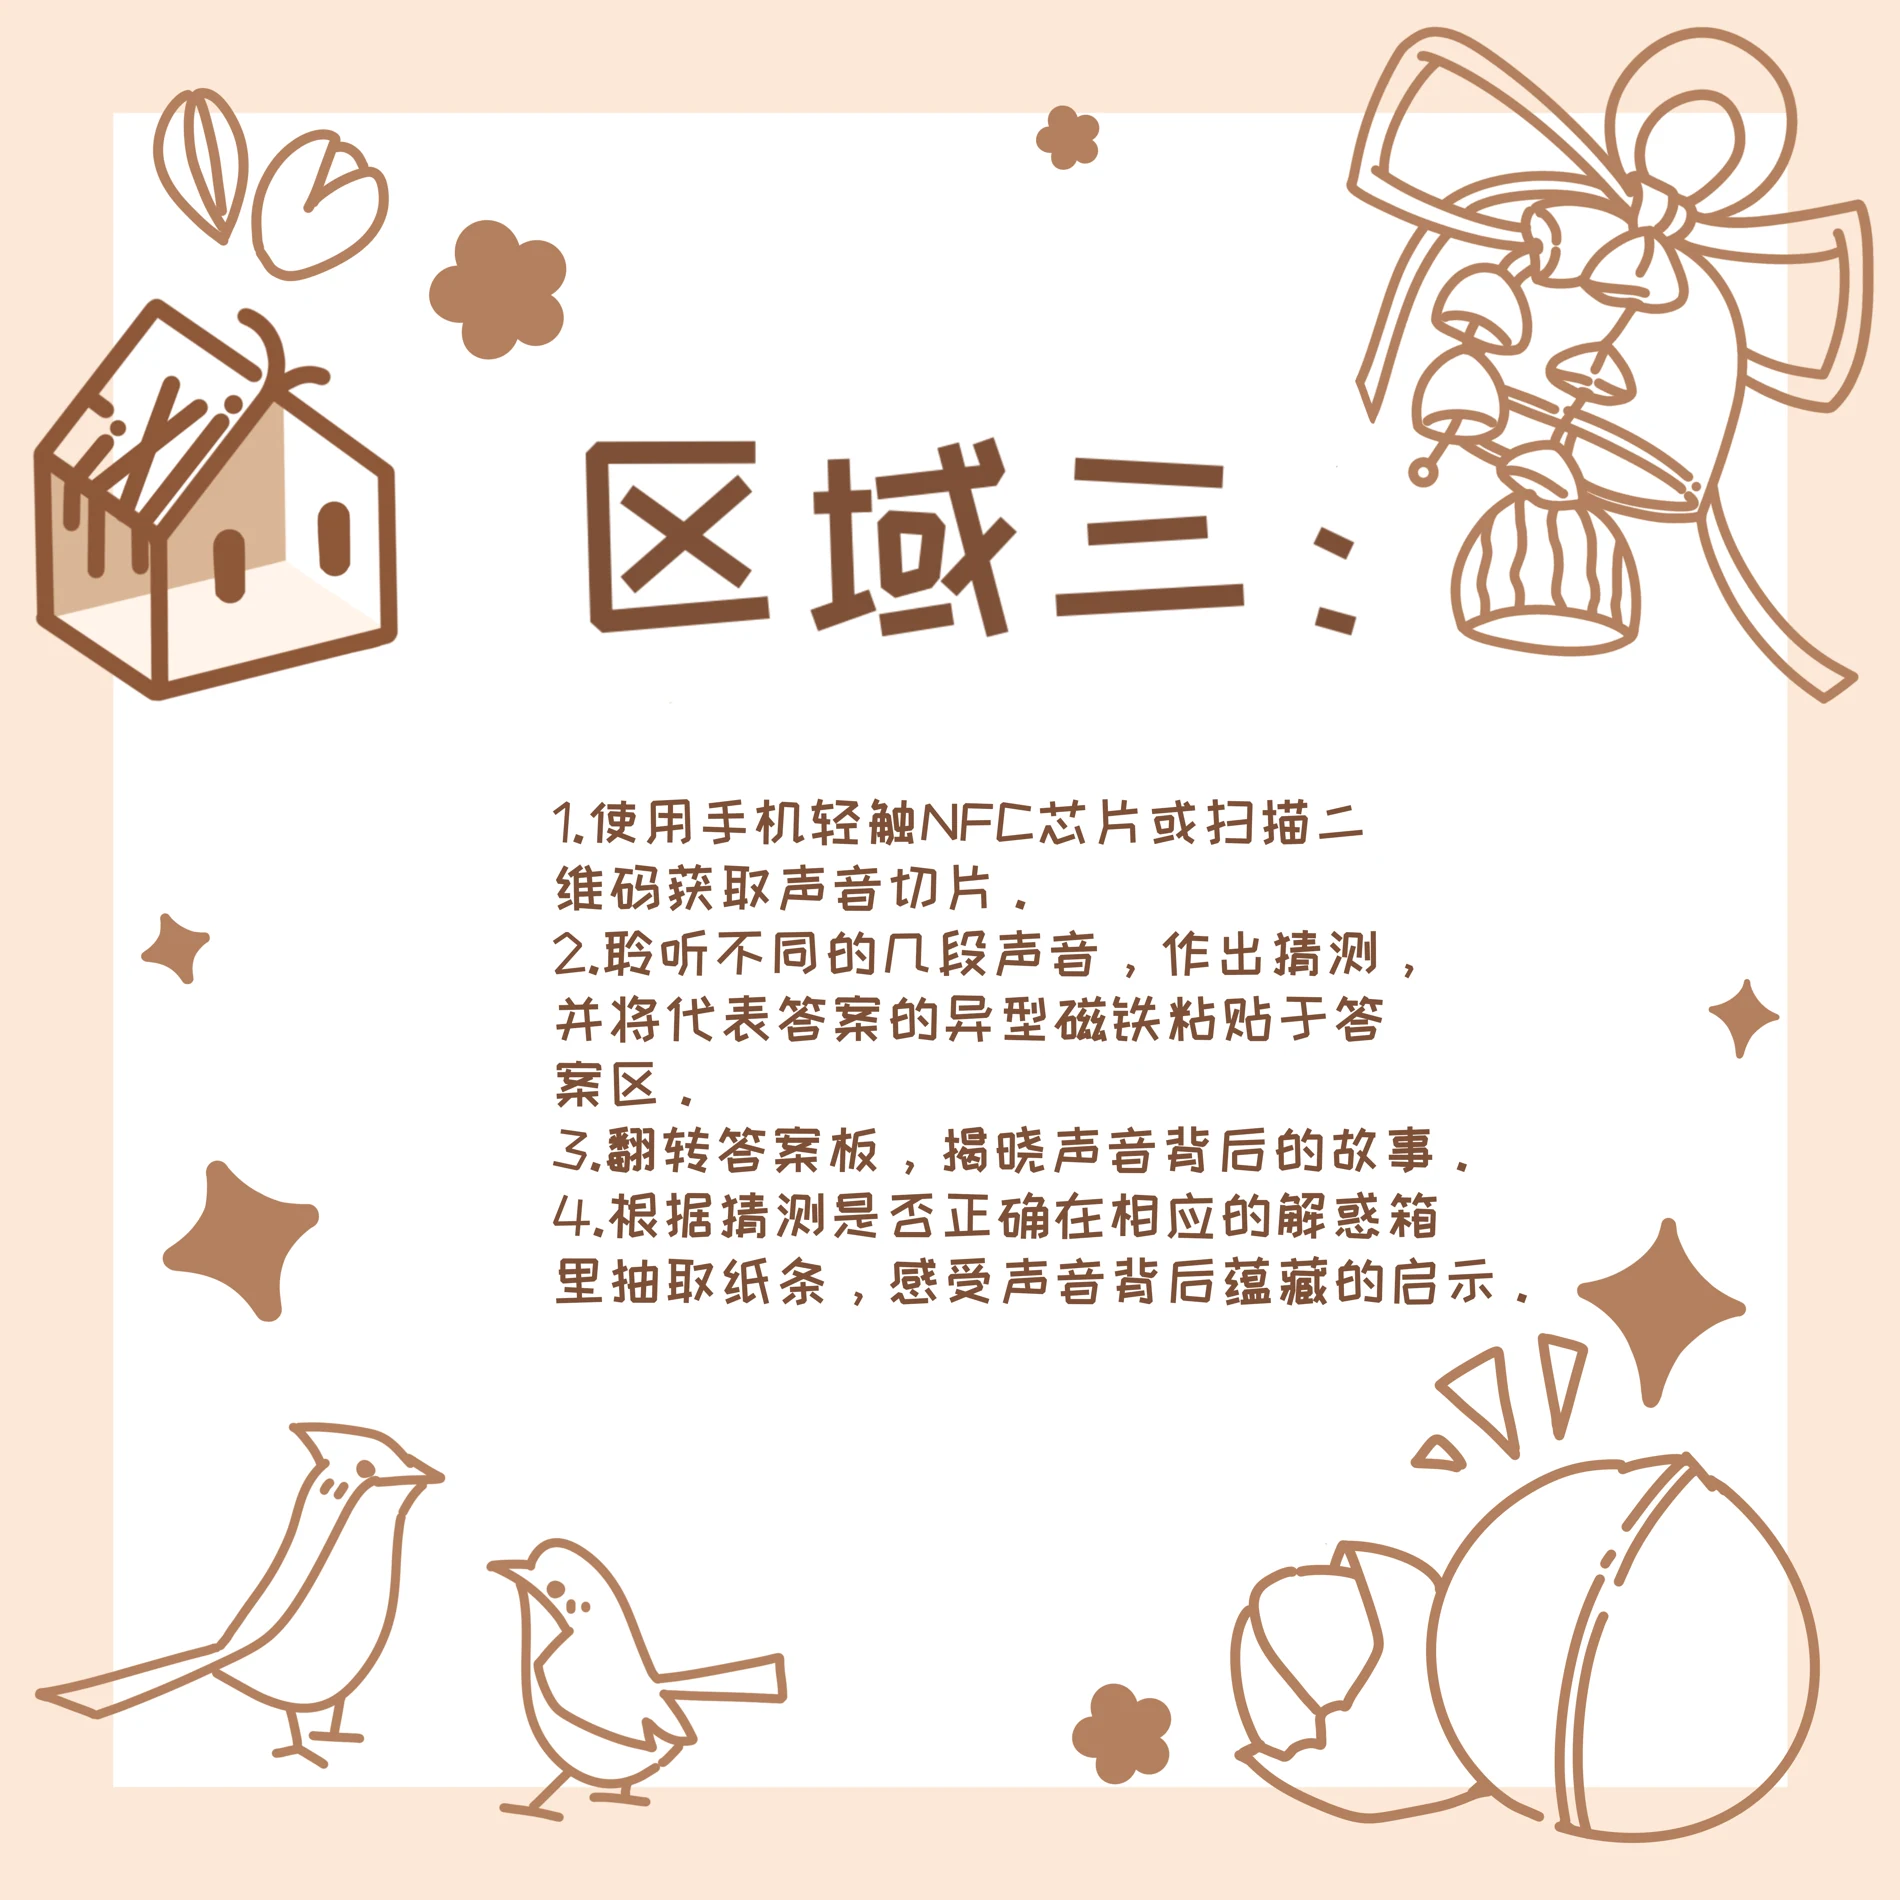 区域三：
1.使用手机轻触NFC芯片或扫描二
维码获取声音切片．
2.聆听不同的几段声音，作出猜测，
并将代表答案的异型磁铁粘贴于答
案区．
3.翻转答案板，揭晓声音背后的故事．
4.根据猜测是否正确在相应的解惑箱
里抽取纸条，感受声音背后蕴藏的启示．